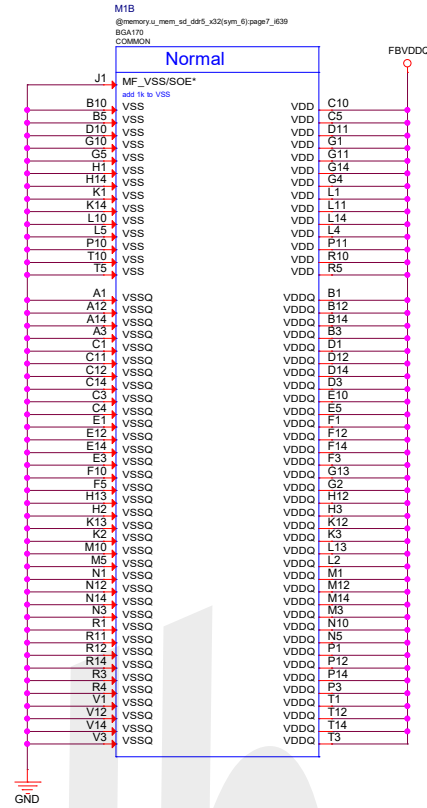 M1B
@memory.u_mem_sd_ddr5_x32(sym_6):page7_i639
BGA170
COMMON
FBVDDQ
Normal
J1 MF_VSS/SOE*
add 1k to VSS
B10 VSS VDD C10
B5 VSS VDD C5
D10 VSS VDD D11
G10 VSS VDD G1
G5 VSS VDD G11
H1 VSS VDD G14
H14 VSS VDD G4
K1 VSS VDD L1
K14 VSS VDD L11
L10 VSS VDD L14
L5 VSS VDD L4
P10 VSS VDD P11
T10 VSS VDD R10
T5 VSS VDD R5
A1 VSSQ VDDQ B1
A12 VSSQ VDDQ B12
A14 VSSQ VDDQ B14
A3 VSSQ VDDQ B3
C1 VSSQ VDDQ D1
C11 VSSQ VDDQ D12
C12 VSSQ VDDQ D14
C14 VSSQ VDDQ D3
C3 VSSQ VDDQ E10
C4 VSSQ VDDQ E5
E1 VSSQ VDDQ F1
E12 VSSQ VDDQ F12
E14 VSSQ VDDQ F14
E3 VSSQ VDDQ F3
F10 VSSQ VDDQ G13
F5 VSSQ VDDQ G2
H13 VSSQ VDDQ H12
H2 VSSQ VDDQ H3
K13 VSSQ VDDQ K12
K2 VSSQ VDDQ K3
M10 VSSQ VDDQ L13
M5 VSSQ VDDQ L2
N1 VSSQ VDDQ M1
N12 VSSQ VDDQ M12
N14 VSSQ VDDQ M14
N3 VSSQ VDDQ M3
R1 VSSQ VDDQ N10
R11 VSSQ VDDQ N5
R12 VSSQ VDDQ P1
R14 VSSQ VDDQ P12
R3 VSSQ VDDQ P14
R4 VSSQ VDDQ P3
V1 VSSQ VDDQ T1
V12 VSSQ VDDQ T12
V14 VSSQ VDDQ T14
V3 VSSQ VDDQ T3
GND